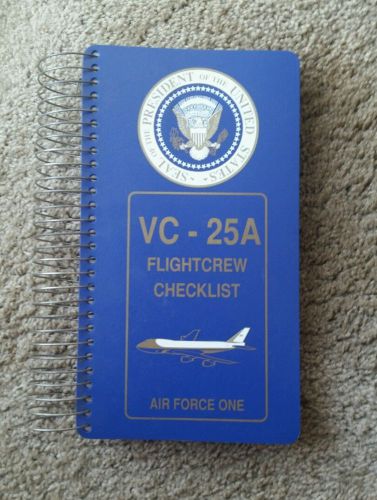 SEAL OF THE PRESIDENT OF THE UNITED STATES
VC - 25A
FLIGHTCREW
CHECKLIST
AIR FORCE ONE